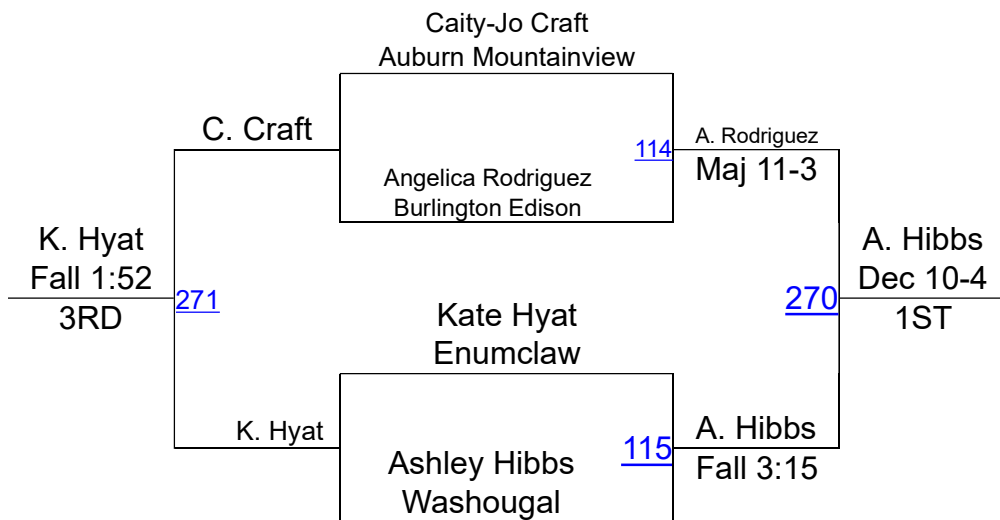 Caity-Jo Craft
Auburn Mountainview
C. Craft
114
A. Rodriguez
Maj 11-3
Angelica Rodriguez
Burlington Edison
K. Hyat
Fall 1:52
3RD
271
270
A. Hibbs
Dec 10-4
1ST
Kate Hyat
Enumclaw
K. Hyat
115
A. Hibbs
Fall 3:15
Ashley Hibbs
Washougal